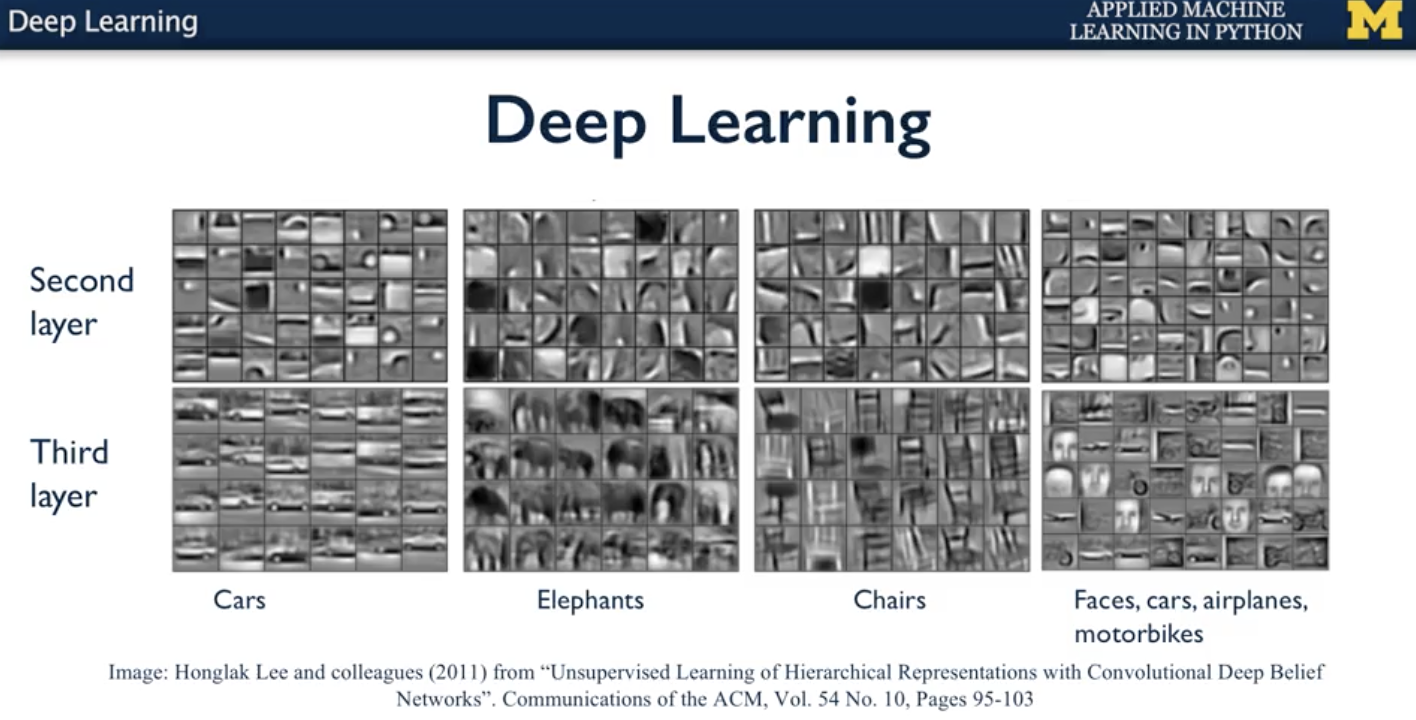 Deep Learning
APPLIED MACHINE
LEARNING IN PYTHON
M
Deep Learning
Second
layer
Third
layer
Cars
Elephants
Chairs
Faces, cars, airplanes,
motorbikes
Image: Honglak Lee and colleagues (2011) from “Unsupervised Learning of Hierarchical Representations with Convolutional Deep Belief
Networks”. Communications of the ACM, Vol. 54 No. 10, Pages 95-103